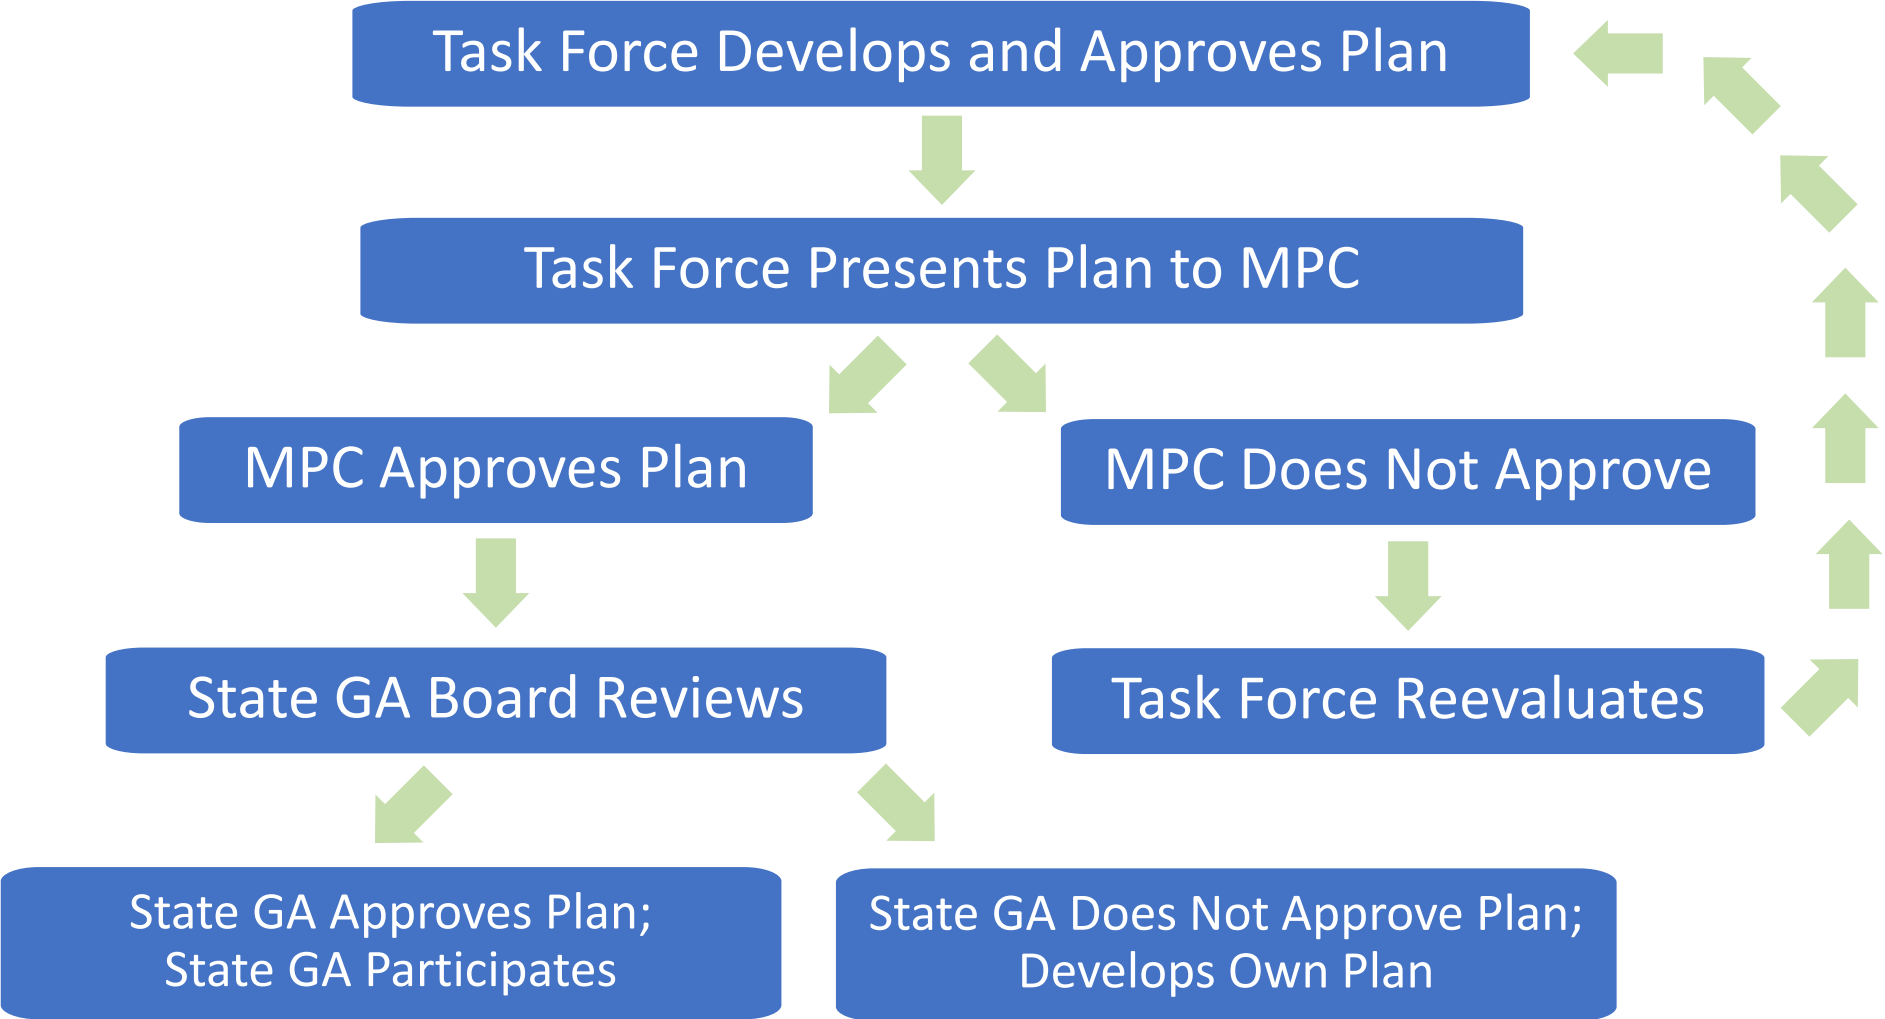 Task Force Develops and Approves Plan
Task Force Presents Plan to MPC
MPC Approves Plan
MPC Does Not Approve
State GA Board Reviews
Task Force Reevaluates
State GA Approves Plan;
State GA Participates
State GA Does Not Approve Plan;
Develops Own Plan